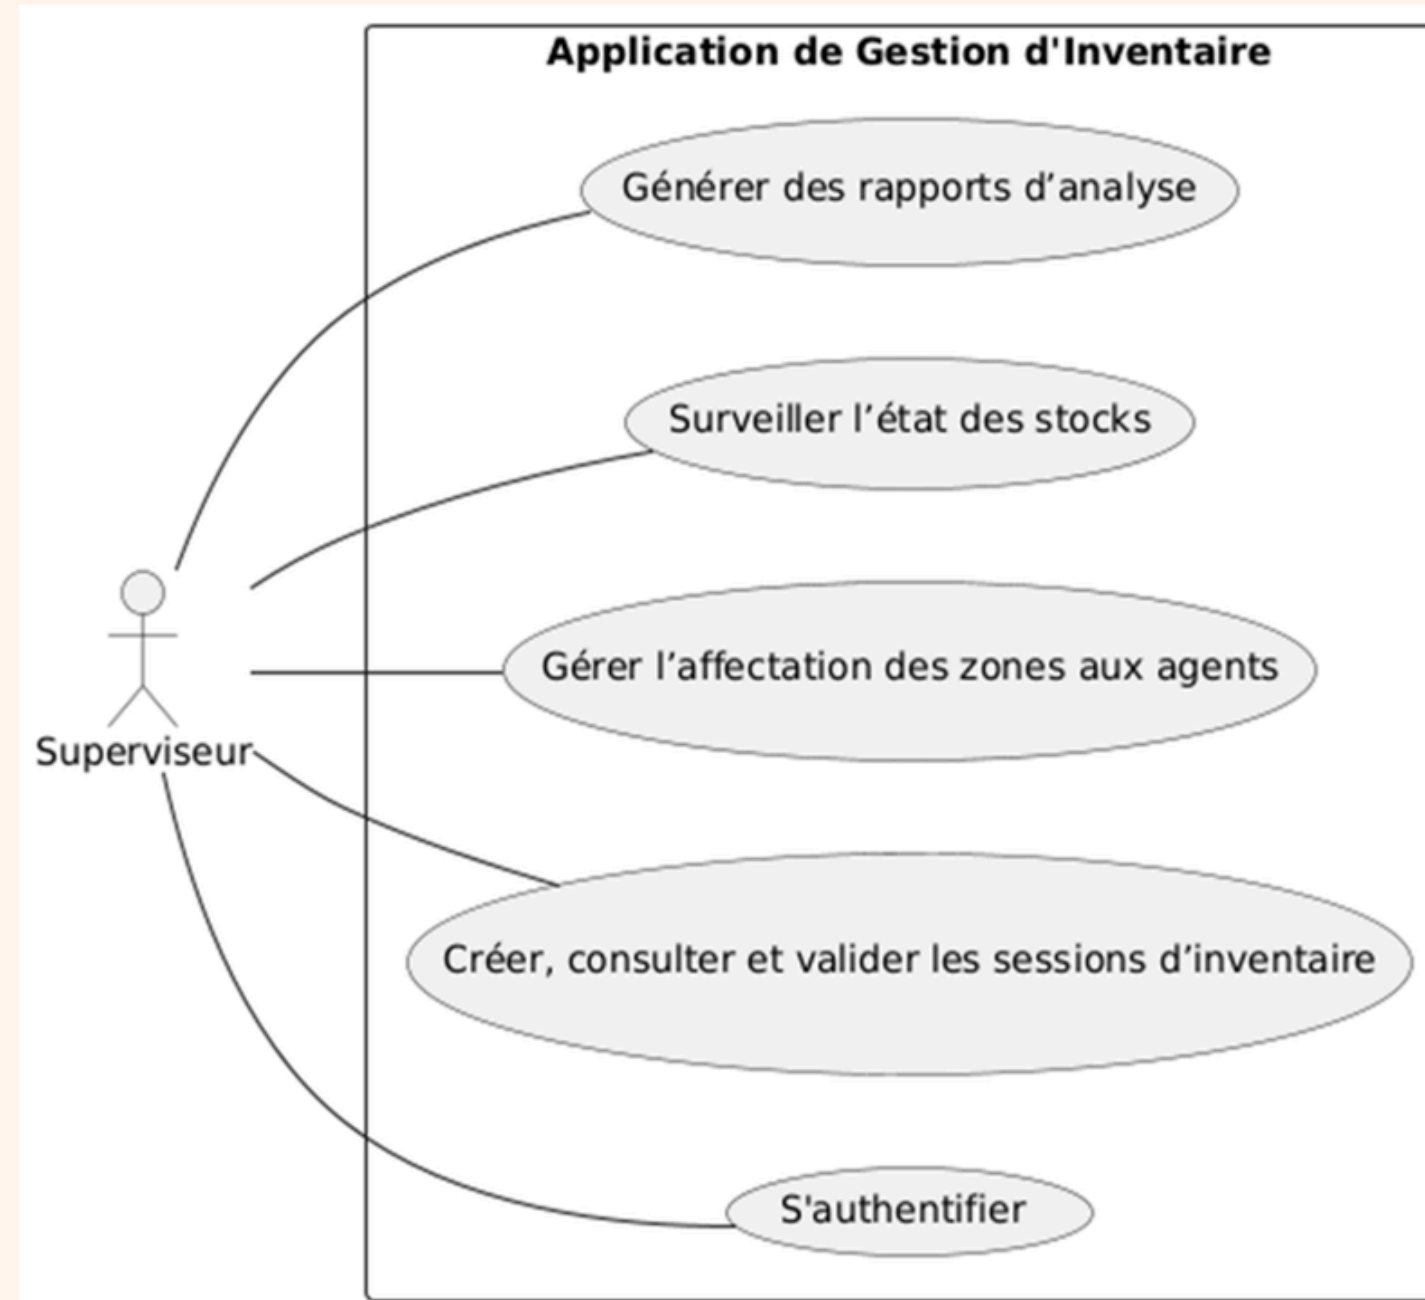 Application de Gestion d'Inventaire
Générer des rapports d’analyse
Surveiller l’état des stocks
Gérer l’affectation des zones aux agents
Superviseur
Créer, consulter et valider les sessions d’inventaire
S'authentifier